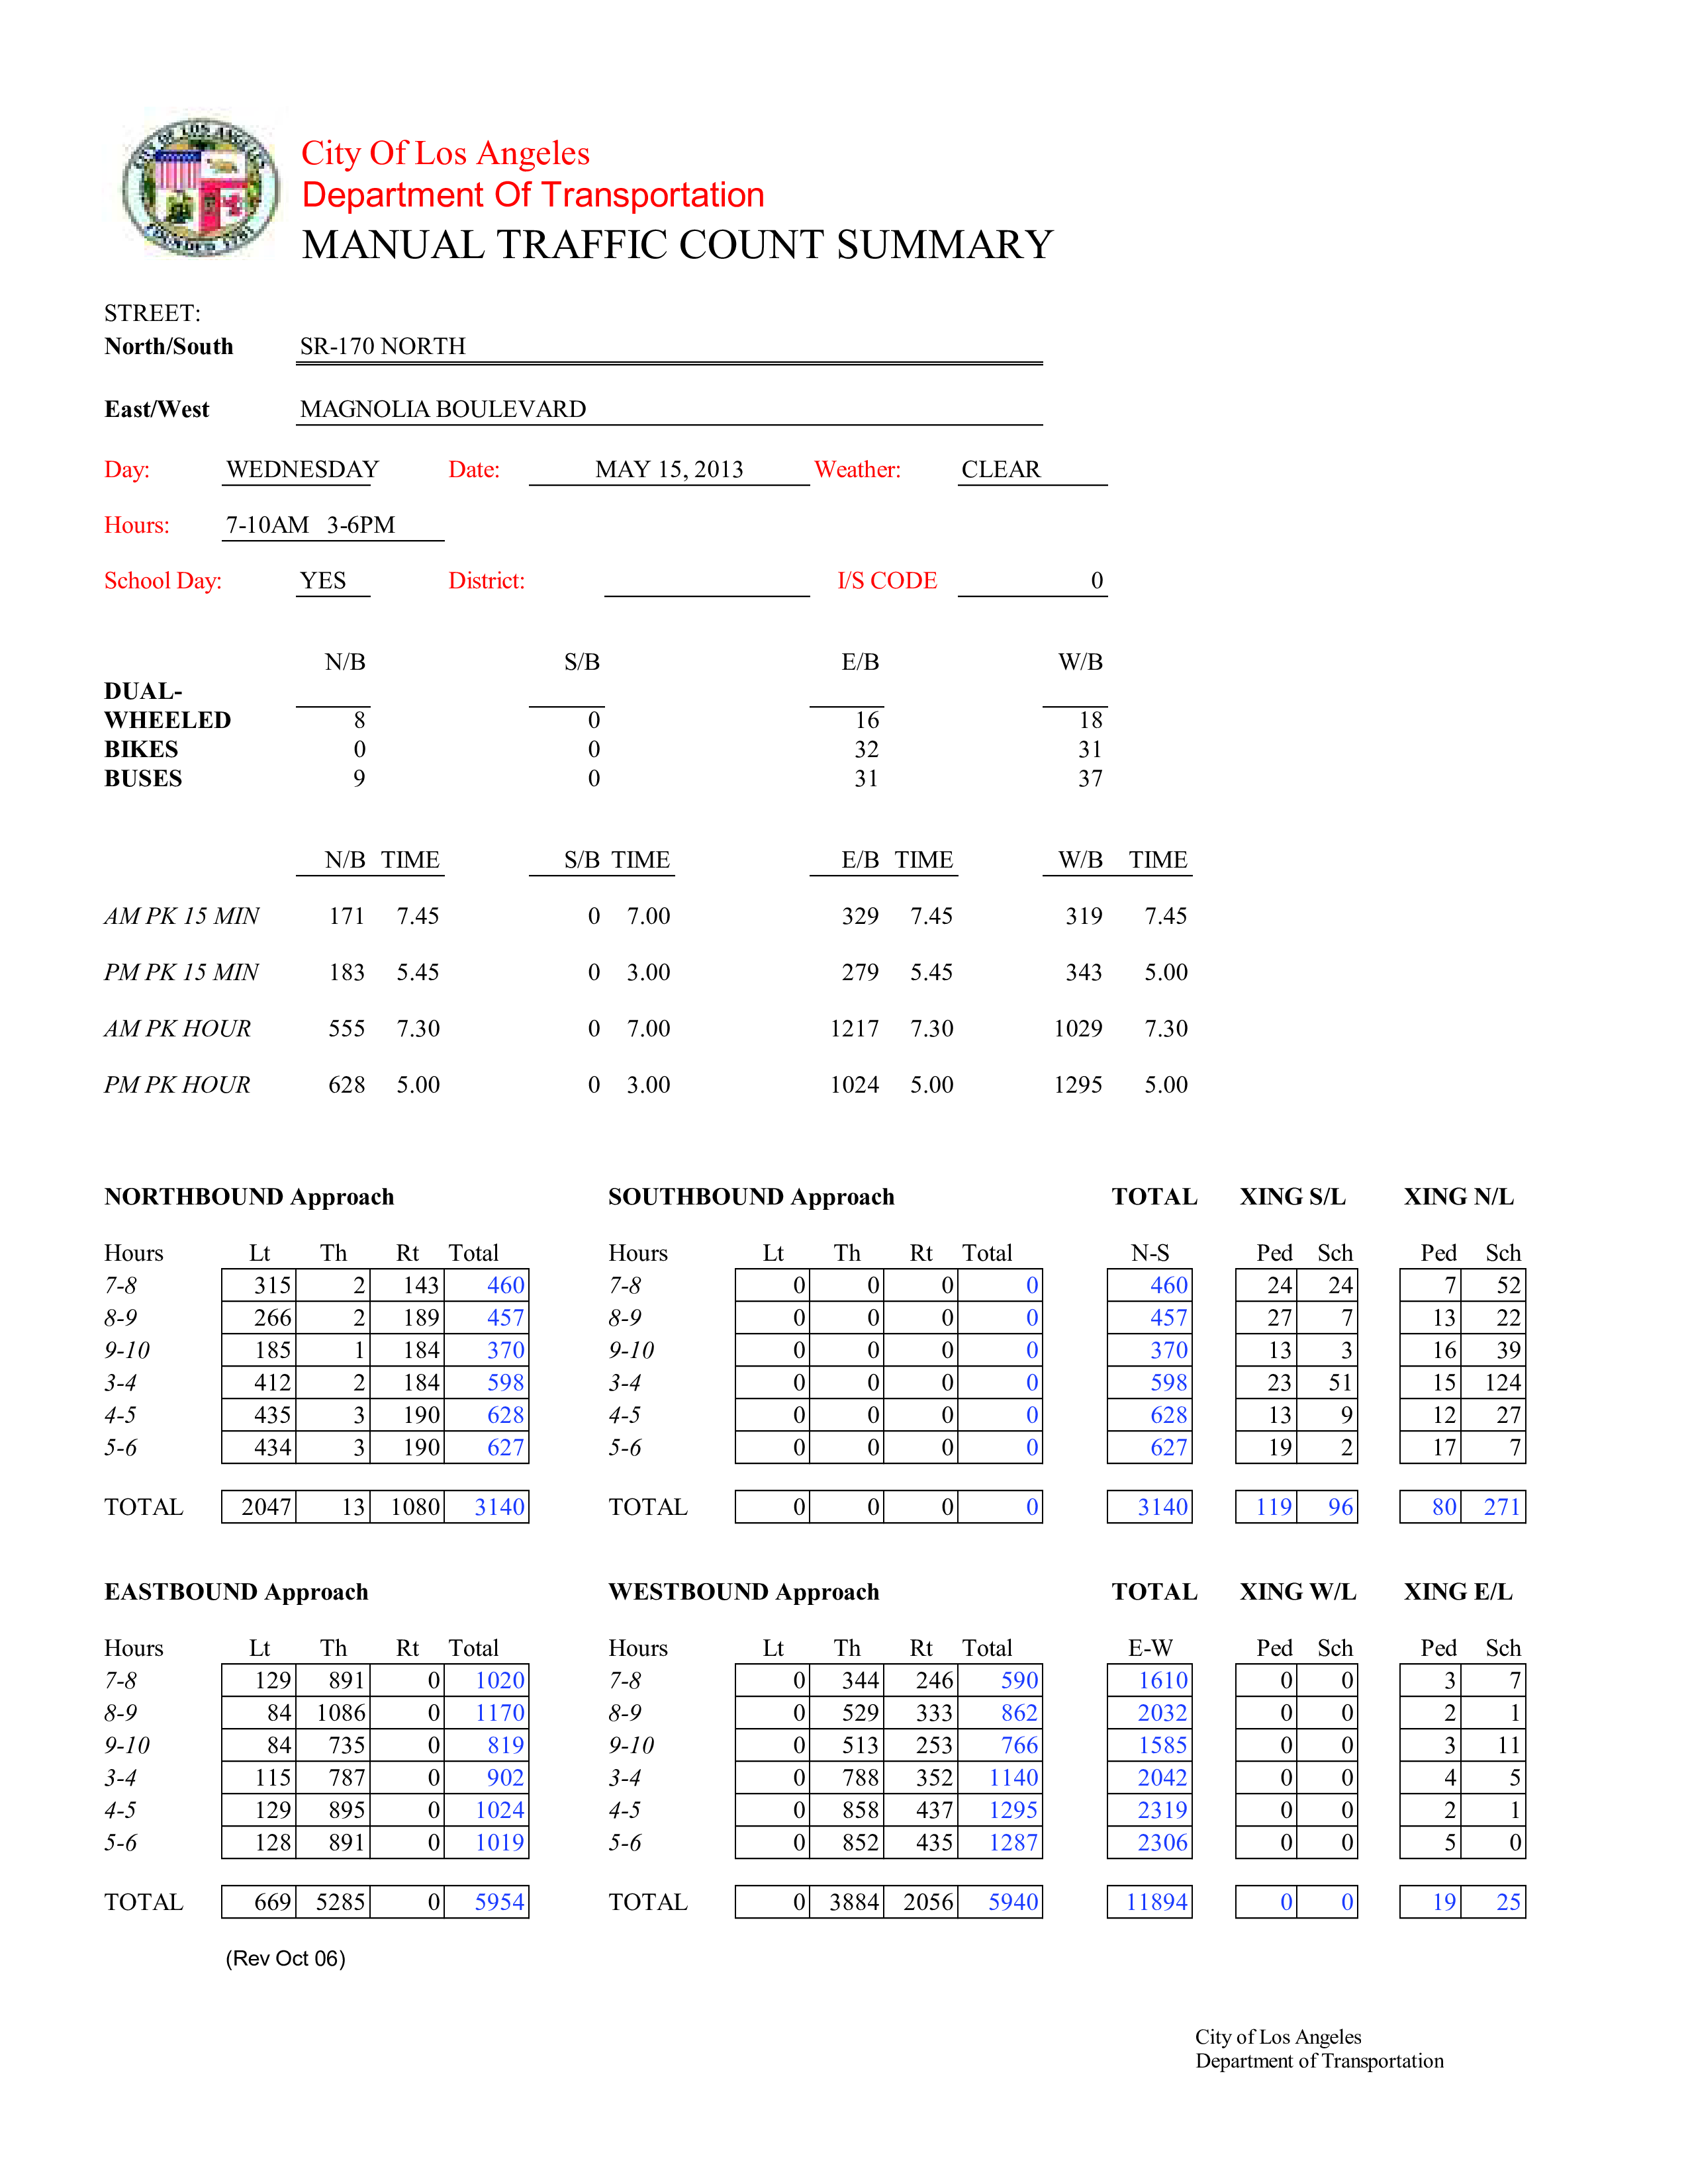 CITY OF LOS ANGELES
FOUNDED 1781
City Of Los Angeles
Department Of Transportation
MANUAL TRAFFIC COUNT SUMMARY
STREET:
North/South SR-170 NORTH
East/West MAGNOLIA BOULEVARD
Day: WEDNESDAY Date: MAY 15, 2013 Weather: CLEAR
Hours: 7-10AM 3-6PM
School Day: YES District: I/S CODE 0
N/B S/B E/B W/B
DUAL-
WHEELED 8 0 16 18
BIKES 0 0 32 31
BUSES 9 0 31 37
N/B TIME S/B TIME E/B TIME W/B TIME
AM PK 15 MIN 171 7.45 0 7.00 329 7.45 319 7.45
PM PK 15 MIN 183 5.45 0 3.00 279 5.45 343 5.00
AM PK HOUR 555 7.30 0 7.00 1217 7.30 1029 7.30
PM PK HOUR 628 5.00 0 3.00 1024 5.00 1295 5.00
NORTHBOUND Approach SOUTHBOUND Approach TOTAL XING S/L XING N/L
Hours Lt Th Rt Total Hours Lt Th Rt Total N-S Ped Sch Ped Sch
7-8 315 2 143 460 7-8 0 0 0 0 460 24 24 7 52
8-9 266 2 189 457 8-9 0 0 0 0 457 27 7 13 22
9-10 185 1 184 370 9-10 0 0 0 0 370 13 3 16 39
3-4 412 2 184 598 3-4 0 0 0 0 598 23 51 15 124
4-5 435 3 190 628 4-5 0 0 0 0 628 13 9 12 27
5-6 434 3 190 627 5-6 0 0 0 0 627 19 2 17 7
TOTAL 2047 13 1080 3140 TOTAL 0 0 0 0 3140 119 96 80 271
EASTBOUND Approach WESTBOUND Approach TOTAL XING W/L XING E/L
Hours Lt Th Rt Total Hours Lt Th Rt Total E-W Ped Sch Ped Sch
7-8 129 891 0 1020 7-8 0 344 246 590 1610 0 0 3 7
8-9 84 1086 0 1170 8-9 0 529 333 862 2032 0 0 2 1
9-10 84 735 0 819 9-10 0 513 253 766 1585 0 0 3 11
3-4 115 787 0 902 3-4 0 788 352 1140 2042 0 0 4 5
4-5 129 895 0 1024 4-5 0 858 437 1295 2319 0 0 2 1
5-6 128 891 0 1019 5-6 0 852 435 1287 2306 0 0 5 0
TOTAL 669 5285 0 5954 TOTAL 0 3884 2056 5940 11894 0 0 19 25
(Rev Oct 06)
City of Los Angeles
Department of Transportation